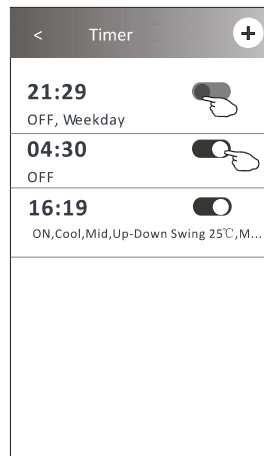 < Timer +
21:29
OFF, Weekday
04:30
OFF
16:19
ON,Cool,Mid,Up-Down Swing 25℃,M...